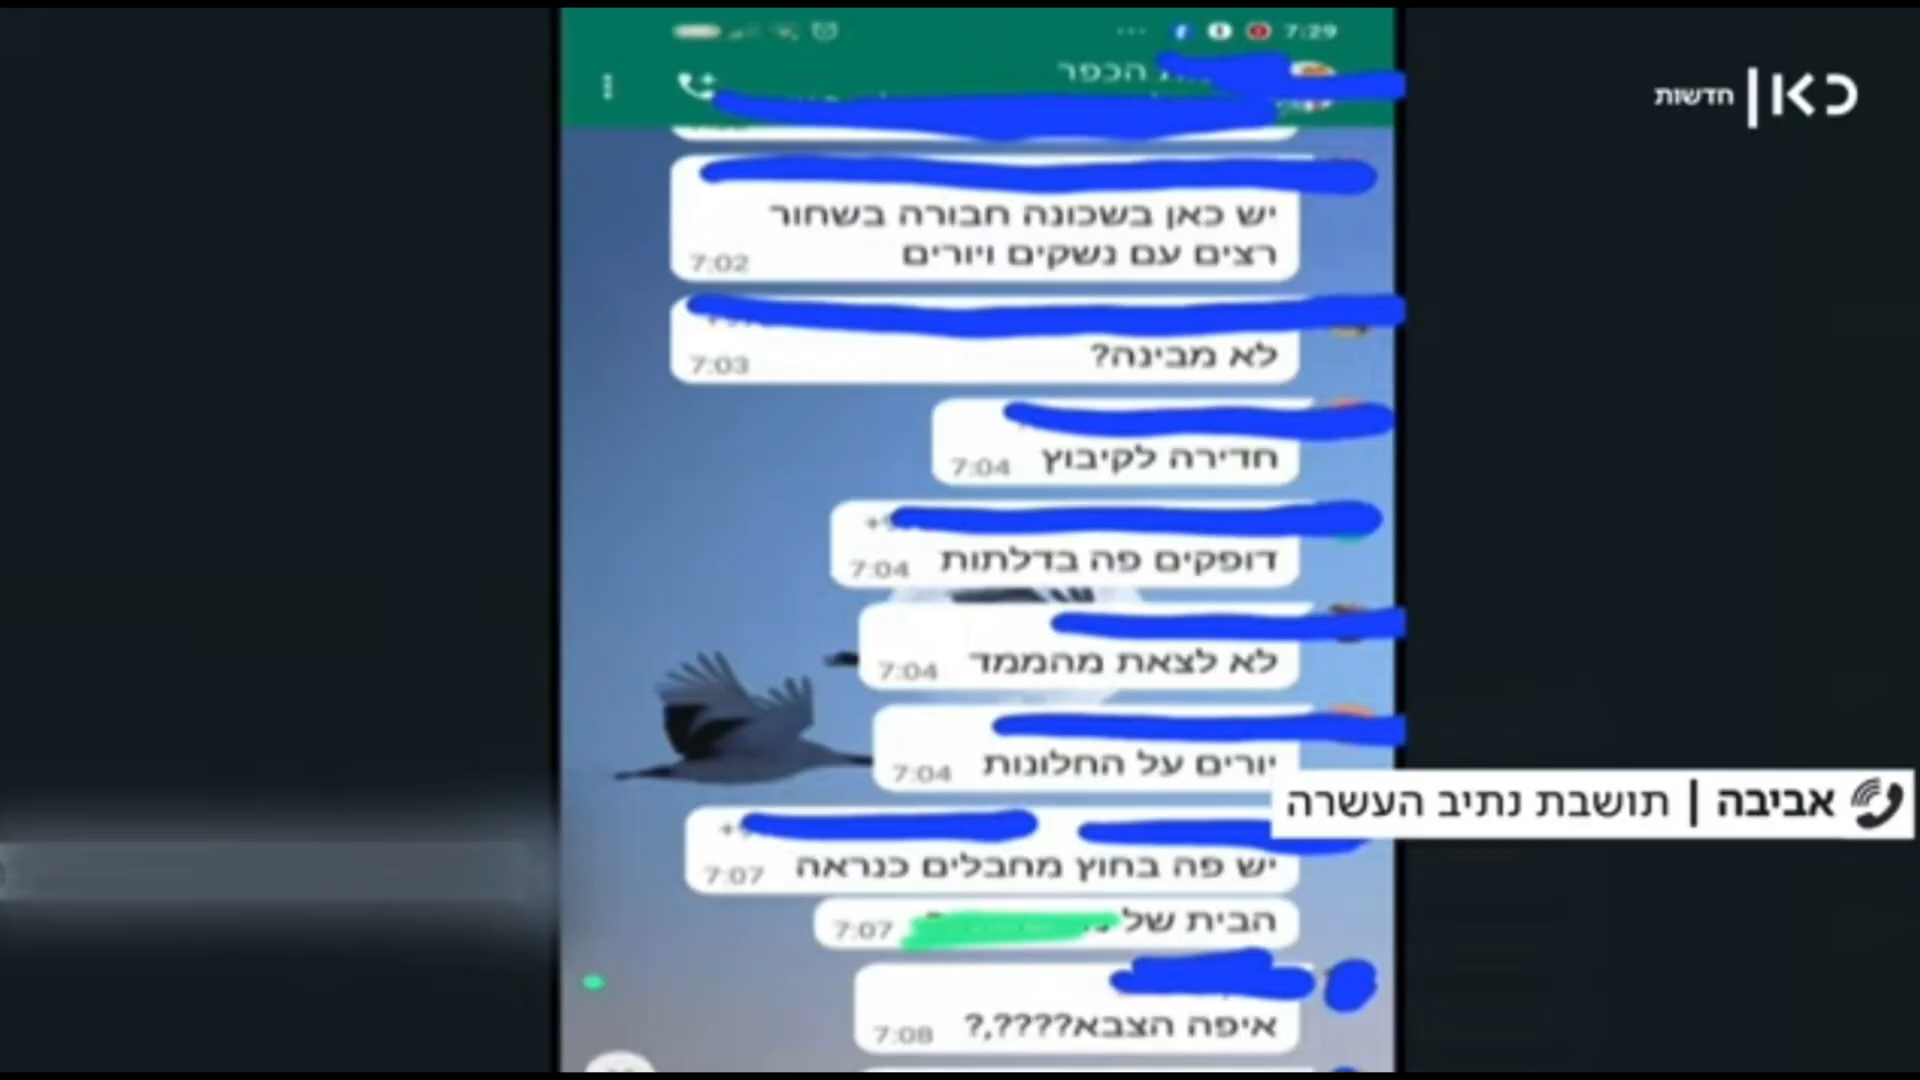 7:29
הכפר
כאן | חדשות
יש כאן בשכונה חבורה בשחור
רצים עם נשקים ויורים
7:02
לא מבינה?
7:03
חדירה לקיבוץ
7:04
דופקים פה בדלתות
7:04
לא לצאת מהממד
7:04
יורים על החלונות
7:04
אביבה | תושבת נתיב העשרה
יש פה בחוץ מחבלים כנראה
7:07
הבית של
7:07
איפה הצבא????,?
7:08